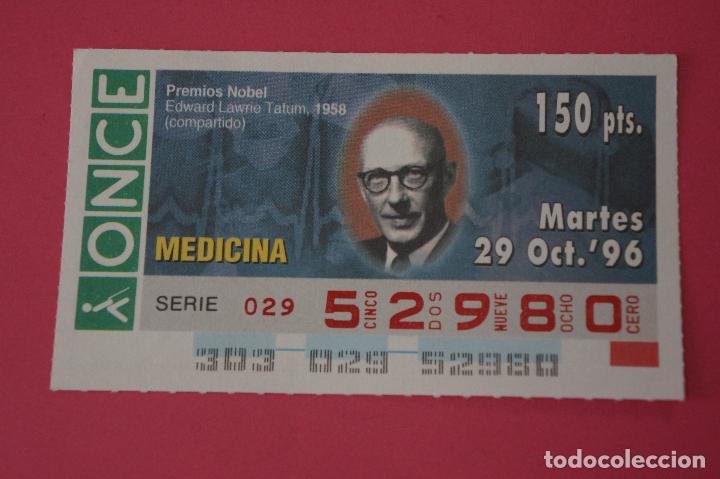 ONCE
Premios Nobel
Edward Lawrie Tatum, 1958
(compartido)
150 pts.
MEDICINA
Martes
29 Oct.'96
SERIE 029 5 CINCO 2 DOS 9 NUEVE 8 OCHO 0 CERO
303 029 52980
todocoleccion